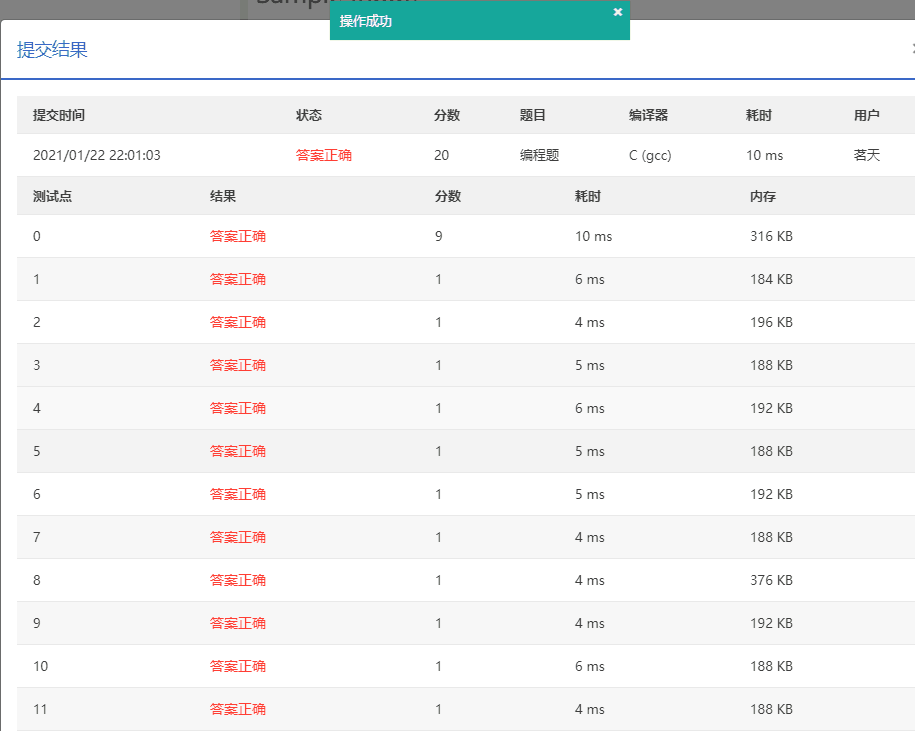 操作成功 ×
提交结果
提交时间 状态 分数 题目 编译器 耗时 用户
2021/01/22 22:01:03 答案正确 20 编程题 C (gcc) 10 ms 茗天
测试点 结果 分数 耗时 内存
0 答案正确 9 10 ms 316 KB
1 答案正确 1 6 ms 184 KB
2 答案正确 1 4 ms 196 KB
3 答案正确 1 5 ms 188 KB
4 答案正确 1 6 ms 192 KB
5 答案正确 1 5 ms 188 KB
6 答案正确 1 5 ms 192 KB
7 答案正确 1 4 ms 188 KB
8 答案正确 1 4 ms 376 KB
9 答案正确 1 4 ms 192 KB
10 答案正确 1 6 ms 188 KB
11 答案正确 1 4 ms 188 KB